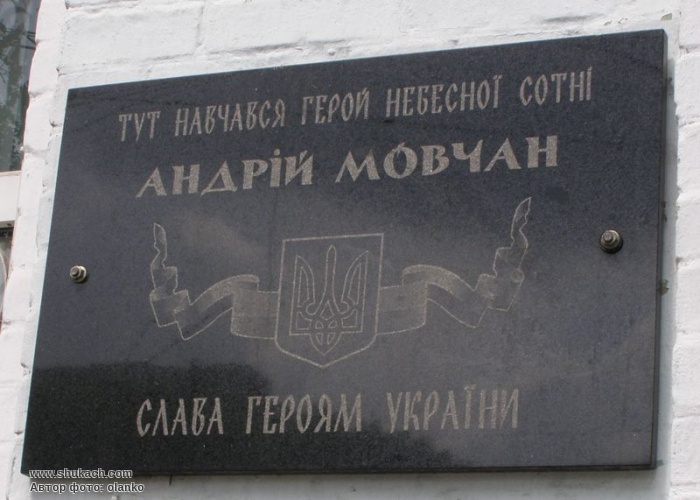 ТУТ НАВЧАВСЯ ГЕРОЙ НЕБЕСНОЇ СОТНІ
АНДРІЙ МОВЧАН
СЛАВА ГЕРОЯМ УКРАЇНИ
www.shukach.com
Автор фото: olanko